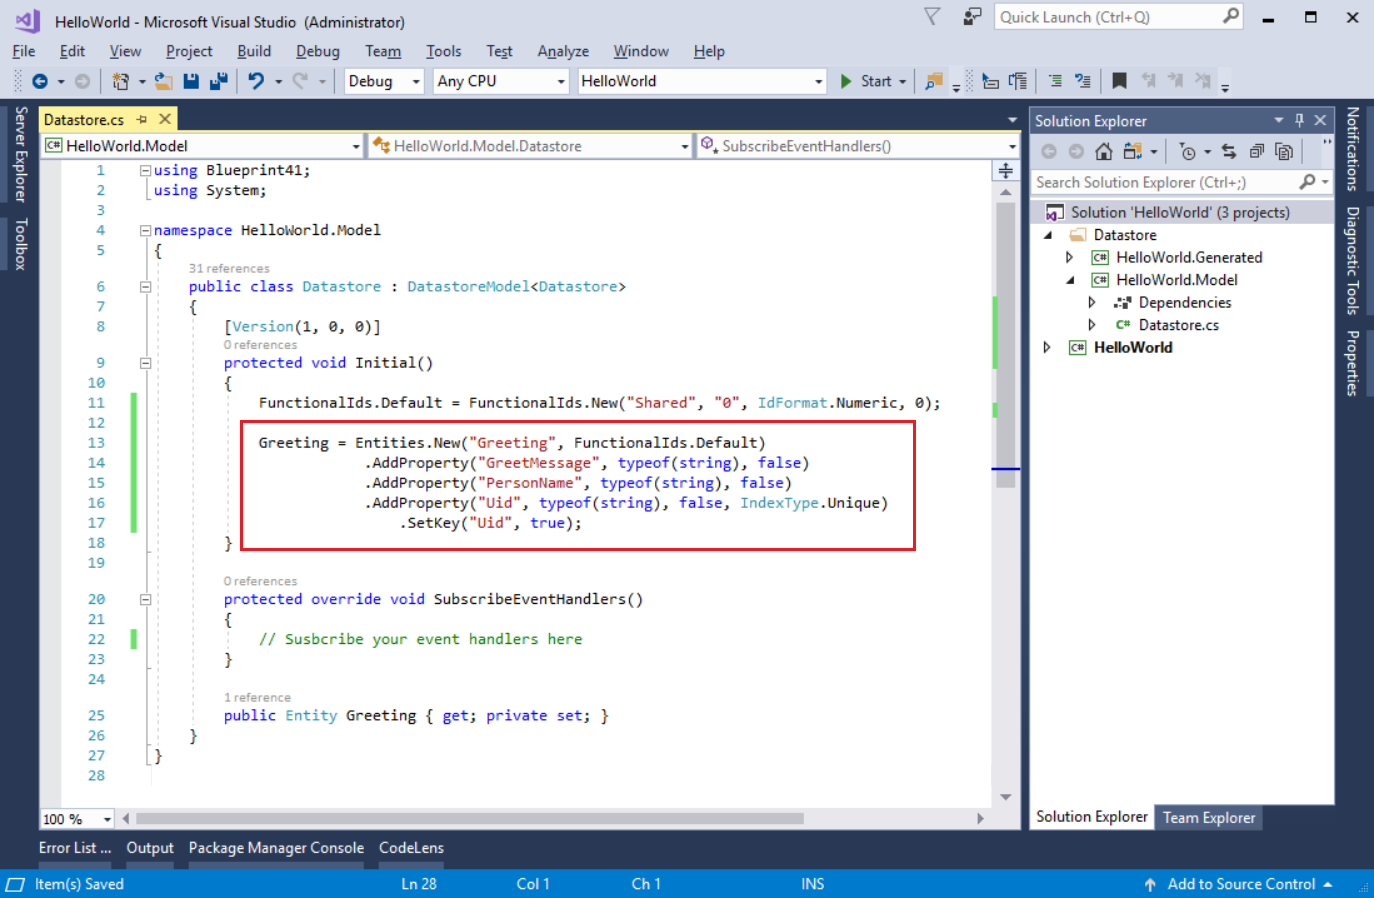 HelloWorld - Microsoft Visual Studio (Administrator)
Quick Launch (Ctrl+Q)
File Edit View Project Build Debug Team Tools Test Analyze Window Help
Debug Any CPU HelloWorld Start
Server Explorer
Toolbox
Datastore.cs
HelloWorld.Model HelloWorld.Model.Datastore SubscribeEventHandlers()
1 using Blueprint41;
2 using System;
3
4 namespace HelloWorld.Model
5 {
31 references
6 public class Datastore : DatastoreModel<Datastore>
7 {
8 [Version(1, 0, 0)]
0 references
9 protected void Initial()
10 {
11 FunctionalIds.Default = FunctionalIds.New("Shared", "0", IdFormat.Numeric, 0);
12
13 Greeting = Entities.New("Greeting", FunctionalIds.Default)
14 .AddProperty("GreetMessage", typeof(string), false)
15 .AddProperty("PersonName", typeof(string), false)
16 .AddProperty("Uid", typeof(string), false, IndexType.Unique)
17 .SetKey("Uid", true);
18 }
19
0 references
20 protected override void SubscribeEventHandlers()
21 {
22 // Susbcribe your event handlers here
23 }
24
1 reference
25 public Entity Greeting { get; private set; }
26 }
27 }
28
100 %
Solution Explorer
Search Solution Explorer (Ctrl+;)
Solution 'HelloWorld' (3 projects)
Datastore
C# HelloWorld.Generated
C# HelloWorld.Model
Dependencies
C# Datastore.cs
C# HelloWorld
Solution Explorer Team Explorer
Notifications
Diagnostic Tools
Properties
Error List ... Output Package Manager Console CodeLens
Item(s) Saved Ln 28 Col 1 Ch 1 INS Add to Source Control